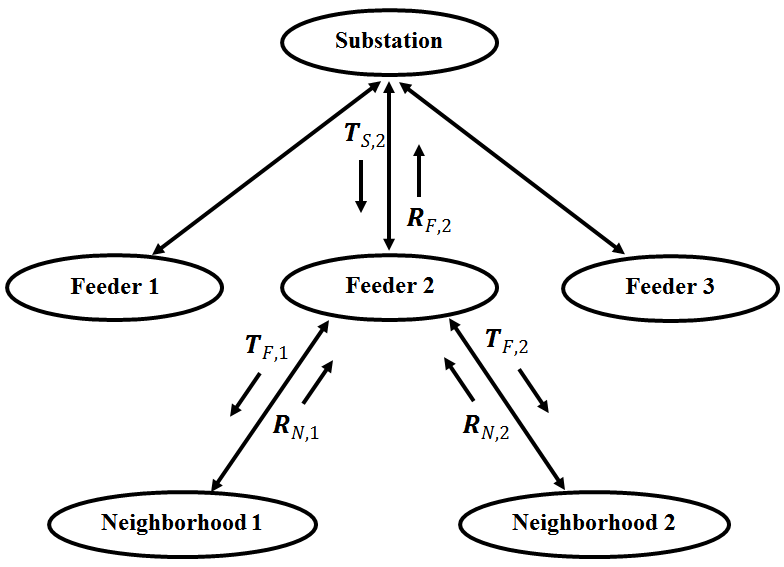 Substation
T_{S,2}
R_{F,2}
Feeder 1
Feeder 2
Feeder 3
T_{F,1}
T_{F,2}
R_{N,1}
R_{N,2}
Neighborhood 1
Neighborhood 2